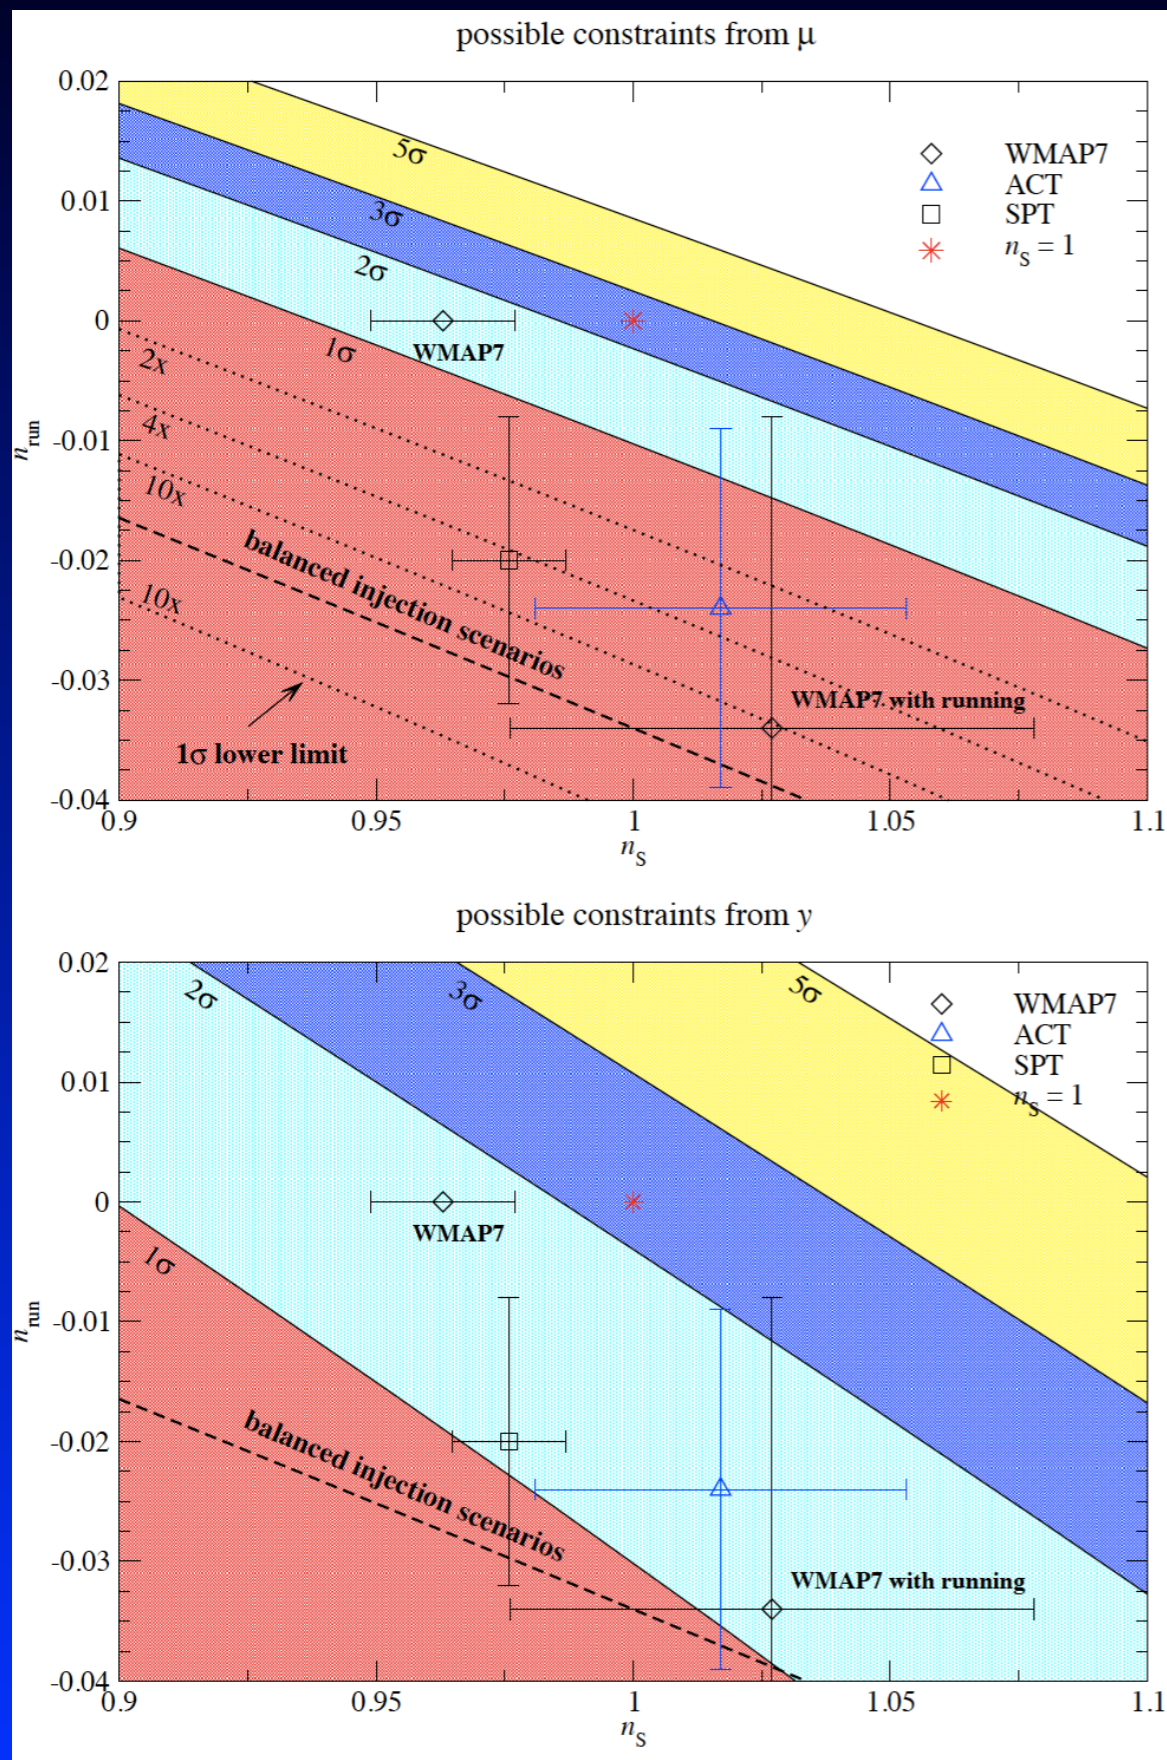 possible constraints from μ
0.02
0.01
0
-0.01
-0.02
-0.03
-0.04
n_run
0.9
0.95
1
1.05
1.1
n_S
5σ
3σ
2σ
1σ
2x
4x
10x
10x
WMAP7
ACT
SPT
n_S = 1
WMAP7
balanced injection scenarios
WMAP7 with running
1σ lower limit
possible constraints from y
0.02
0.01
0
-0.01
-0.02
-0.03
-0.04
n_run
0.9
0.95
1
1.05
1.1
n_S
2σ
3σ
5σ
1σ
WMAP7
ACT
SPT
n_S = 1
WMAP7
balanced injection scenarios
WMAP7 with running